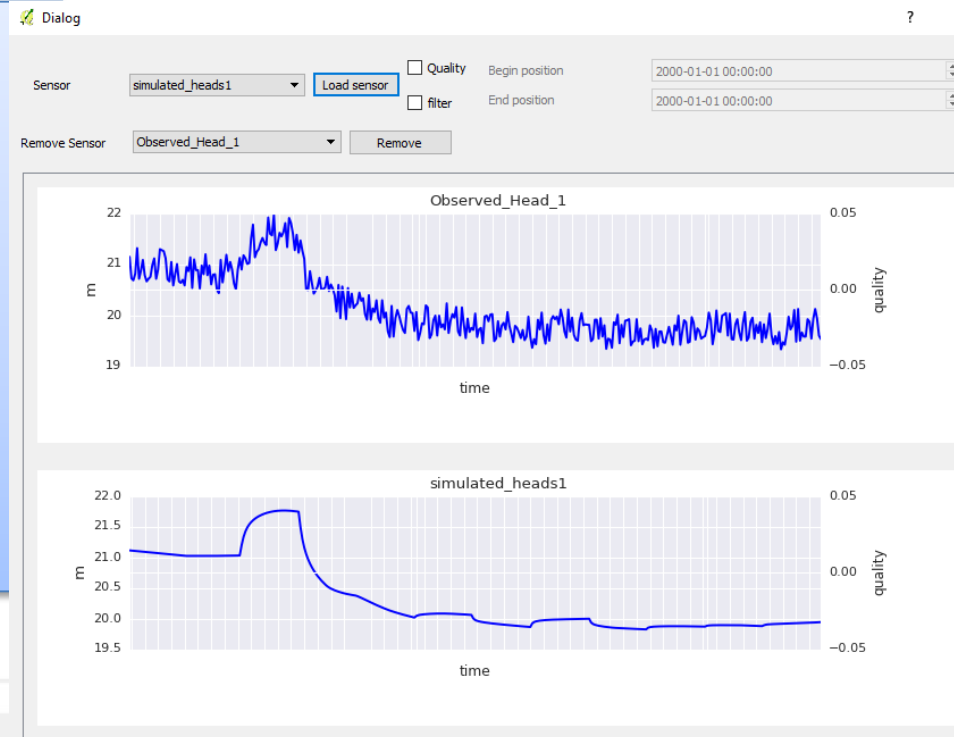 Dialog ?
Sensor simulated_heads1 Load sensor Quality Begin position 2000-01-01 00:00:00
filter End position 2000-01-01 00:00:00
Remove Sensor Observed_Head_1 Remove
Observed_Head_1
22 0.05
21
m 0.00 quality
20
19 −0.05
time
simulated_heads1
22.0 0.05
21.5
21.0
m 0.00 quality
20.5
20.0
19.5 −0.05
time